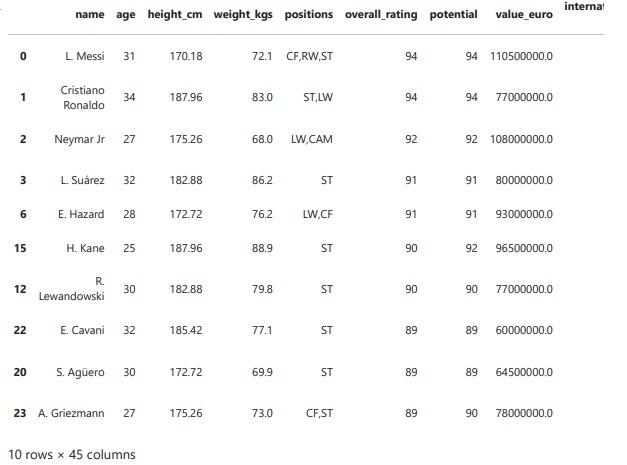 name age height_cm weight_kgs positions overall_rating potential value_euro internat
0 L. Messi 31 170.18 72.1 CF,RW,ST 94 94 110500000.0
1 Cristiano Ronaldo 34 187.96 83.0 ST,LW 94 94 77000000.0
2 Neymar Jr 27 175.26 68.0 LW,CAM 92 92 108000000.0
3 L. Suárez 32 182.88 86.2 ST 91 91 80000000.0
6 E. Hazard 28 172.72 76.2 LW,CF 91 91 93000000.0
15 H. Kane 25 187.96 88.9 ST 90 92 96500000.0
12 R. Lewandowski 30 182.88 79.8 ST 90 90 77000000.0
22 E. Cavani 32 185.42 77.1 ST 89 89 60000000.0
20 S. Agüero 30 172.72 69.9 ST 89 89 64500000.0
23 A. Griezmann 27 175.26 73.0 CF,ST 89 90 78000000.0
10 rows × 45 columns